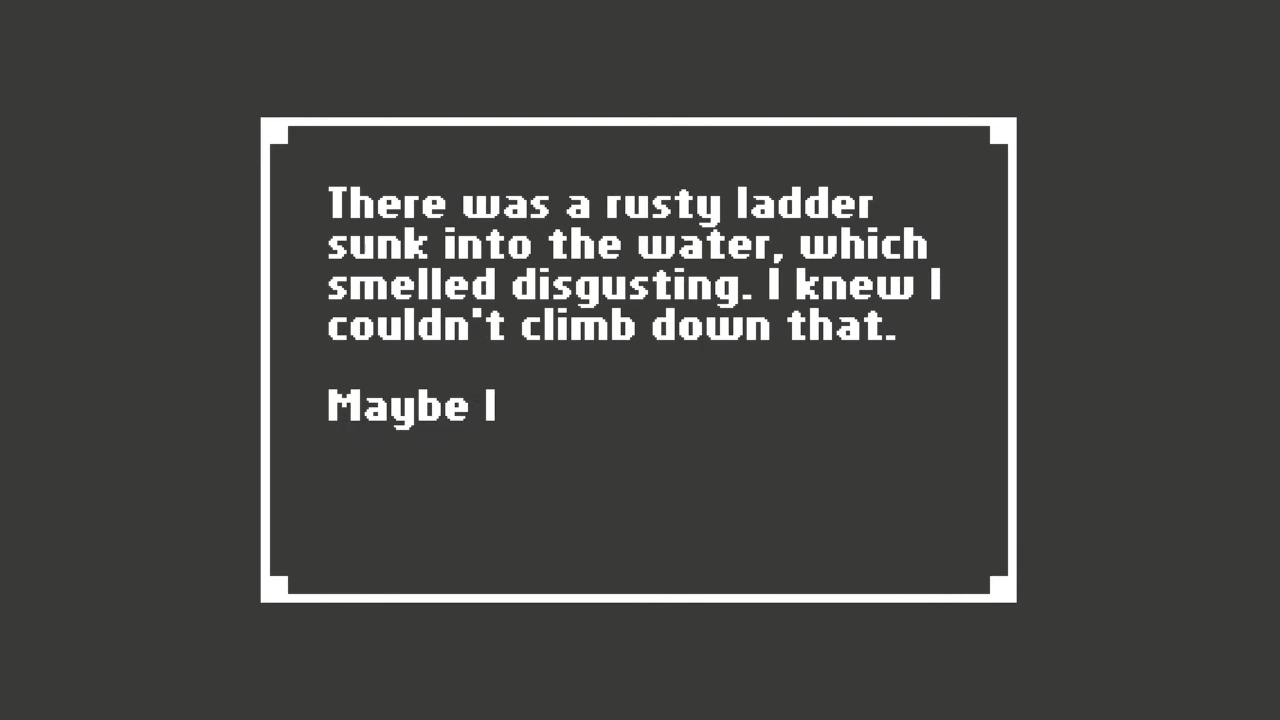 There was a rusty ladder
sunk into the water, which
smelled disgusting. I knew I
couldn't climb down that.
Maybe I